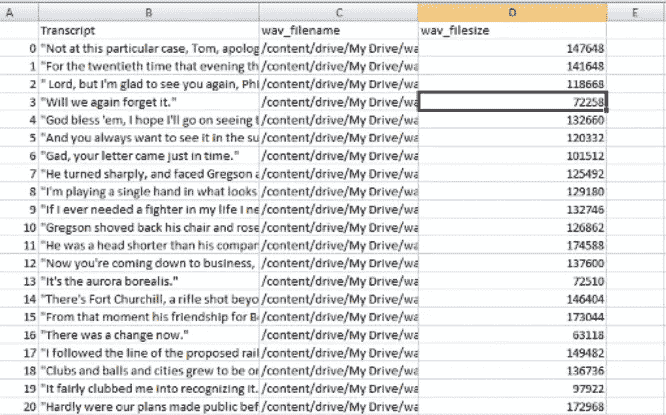 A B C D E
Transcript wav_filename wav_filesize
0 "Not at this particular case, Tom, apolog /content/drive/My Drive/wa 147648
1 "For the twentieth time that evening th /content/drive/My Drive/wa 141648
2 " Lord, but I'm glad to see you again, Phi /content/drive/My Drive/wa 118668
3 "Will we again forget it." /content/drive/My Drive/wa 72258
4 "God bless 'em, I hope I'll go on seeing t /content/drive/My Drive/wa 132660
5 "And you always want to see it in the su /content/drive/My Drive/wa 120332
6 "Gad, your letter came just in time." /content/drive/My Drive/wa 101512
7 "He turned sharply, and faced Gregson a /content/drive/My Drive/wa 125492
8 "I'm playing a single hand in what looks /content/drive/My Drive/wa 129180
9 "If I ever needed a fighter in my life I ne /content/drive/My Drive/wa 132746
10 "Gregson shoved back his chair and rose /content/drive/My Drive/wa 126862
11 "He was a head shorter than his compar /content/drive/My Drive/wa 174588
12 "Now you're coming down to business, /content/drive/My Drive/wa 137600
13 "It's the aurora borealis." /content/drive/My Drive/wa 72510
14 "There's Fort Churchill, a rifle shot beyo /content/drive/My Drive/wa 146404
15 "From that moment his friendship for B /content/drive/My Drive/wa 173044
16 "There was a change now." /content/drive/My Drive/wa 63118
17 "I followed the line of the proposed rail /content/drive/My Drive/wa 149482
18 "Clubs and balls and cities grew to be or /content/drive/My Drive/wa 136736
19 "It fairly clubbed me into recognizing it. /content/drive/My Drive/wa 97922
20 "Hardly were our plans made public bef /content/drive/My Drive/wa 172968